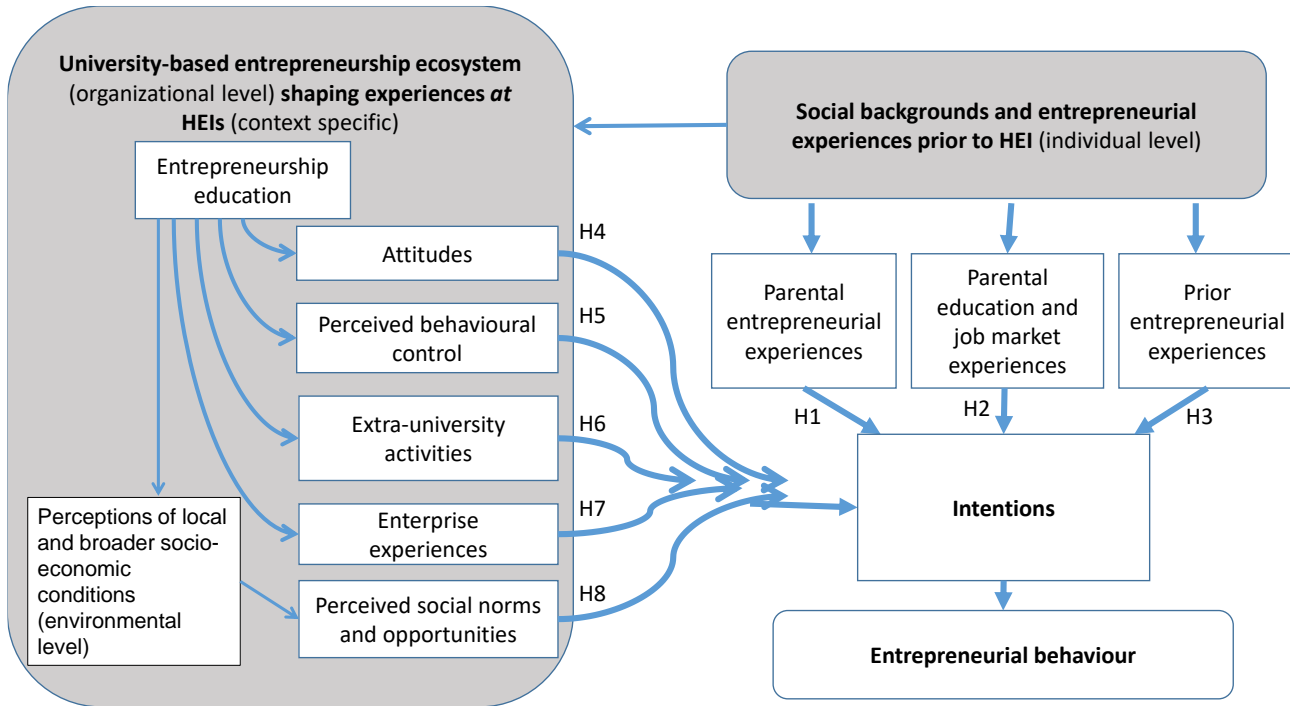 University-based entrepreneurship ecosystem
(organizational level) shaping experiences at
HEIs (context specific)
Entrepreneurship
education
Attitudes
Perceived behavioural
control
Extra-university
activities
Enterprise
experiences
Perceived social norms
and opportunities
Perceptions of local
and broader socio-
economic
conditions
(environmental
level)
H4
H5
H6
H7
H8
Social backgrounds and entrepreneurial
experiences prior to HEI (individual level)
Parental
entrepreneurial
experiences
Parental
education and
job market
experiences
Prior
entrepreneurial
experiences
H1
H2
H3
Intentions
Entrepreneurial behaviour